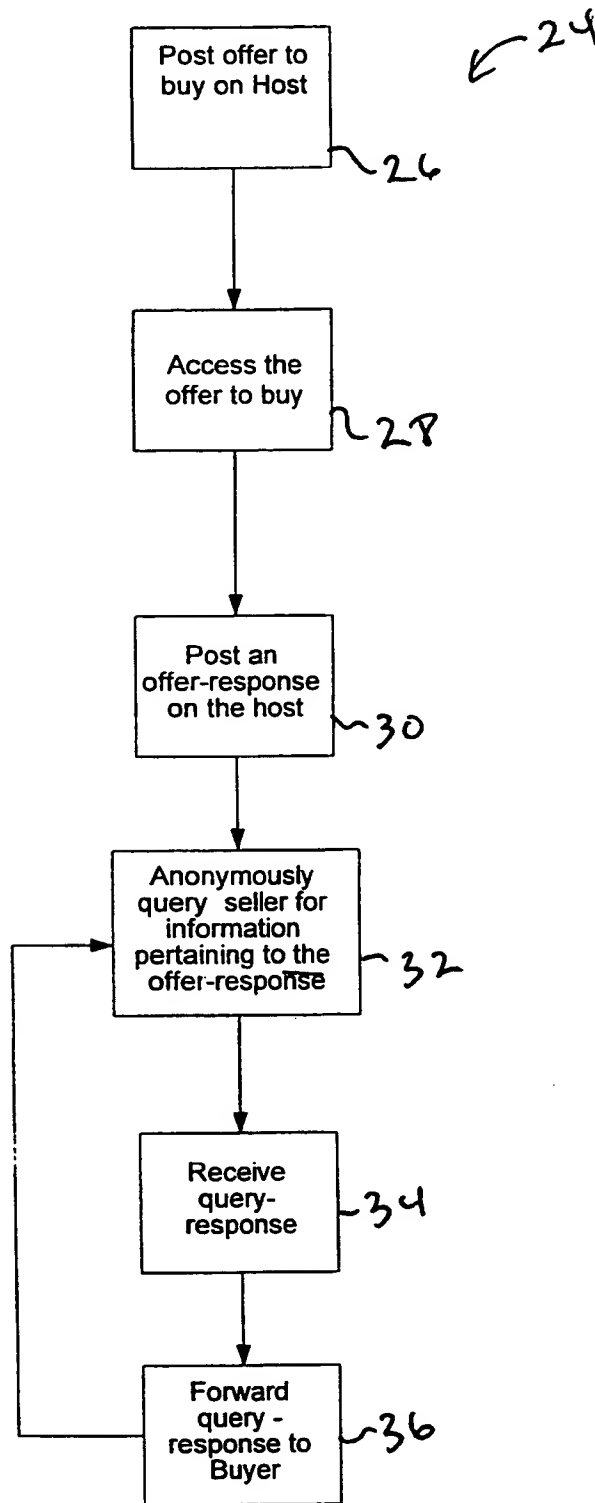 24
Post offer to
buy on Host
26
Access the
offer to buy
28
Post an
offer-response
on the host
30
Anonymously
query seller for
information
pertaining to the
offer-response
32
Receive
query-
response
34
Forward
query -
response to
Buyer
36